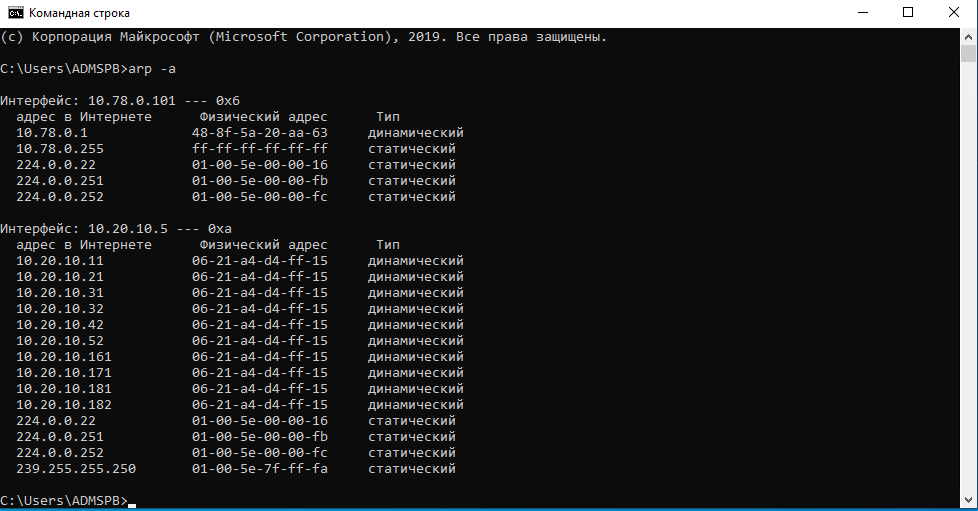 Командная строка
(c) Корпорация Майкрософт (Microsoft Corporation), 2019. Все права защищены.
C:\Users\ADMSPB>arp -a
Интерфейс: 10.78.0.101 --- 0x6
адрес в Интернете Физический адрес Тип
10.78.0.1 48-8f-5a-20-aa-63 динамический
10.78.0.255 ff-ff-ff-ff-ff-ff статический
224.0.0.22 01-00-5e-00-00-16 статический
224.0.0.251 01-00-5e-00-00-fb статический
224.0.0.252 01-00-5e-00-00-fc статический
Интерфейс: 10.20.10.5 --- 0xa
адрес в Интернете Физический адрес Тип
10.20.10.11 06-21-a4-d4-ff-15 динамический
10.20.10.21 06-21-a4-d4-ff-15 динамический
10.20.10.31 06-21-a4-d4-ff-15 динамический
10.20.10.32 06-21-a4-d4-ff-15 динамический
10.20.10.42 06-21-a4-d4-ff-15 динамический
10.20.10.52 06-21-a4-d4-ff-15 динамический
10.20.10.161 06-21-a4-d4-ff-15 динамический
10.20.10.171 06-21-a4-d4-ff-15 динамический
10.20.10.181 06-21-a4-d4-ff-15 динамический
10.20.10.182 06-21-a4-d4-ff-15 динамический
224.0.0.22 01-00-5e-00-00-16 статический
224.0.0.251 01-00-5e-00-00-fb статический
224.0.0.252 01-00-5e-00-00-fc статический
239.255.255.250 01-00-5e-7f-ff-fa статический
C:\Users\ADMSPB>